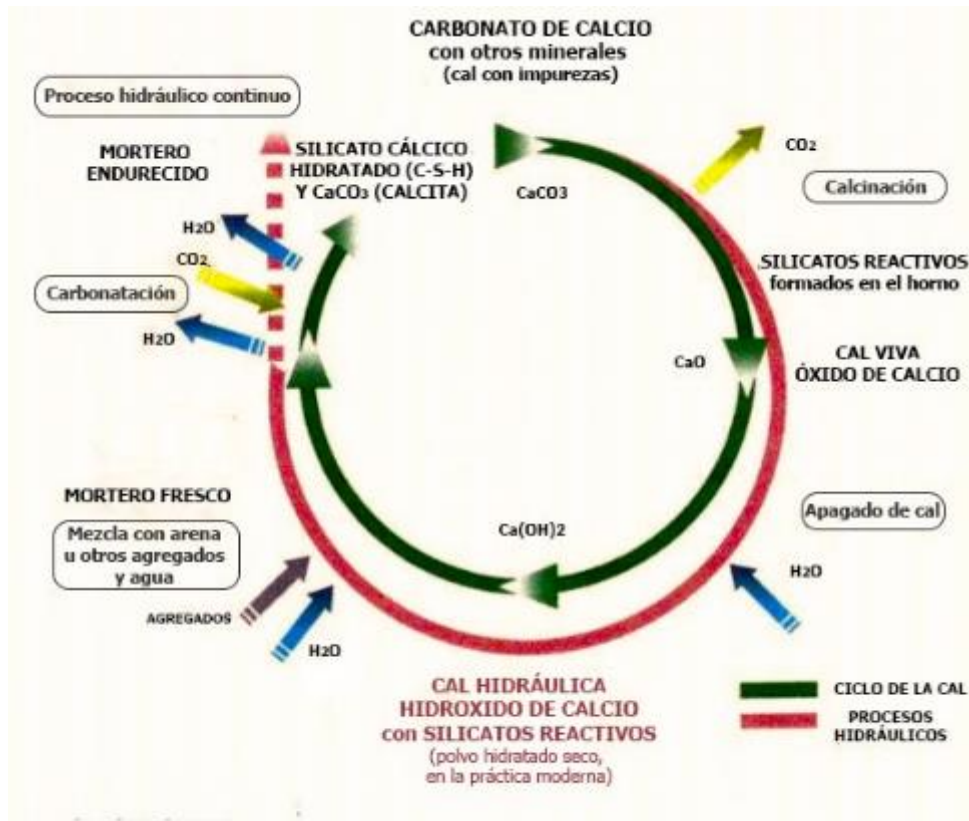 CARBONATO DE CALCIO
con otros minerales
(cal con impurezas)
Proceso hidráulico continuo
MORTERO
ENDURECIDO
SILICATO CÁLCICO
HIDRATADO (C-S-H)
Y CaCO₃ (CALCITA)
CaCO3
CO₂
Calcinación
H2O
CO2
Carbonatación
H2O
SILICATOS REACTIVOS
formados en el horno
CaO
CAL VIVA
ÓXIDO DE CALCIO
MORTERO FRESCO
Mezcla con arena
u otros agregados
y agua
AGREGADOS
H2O
Ca(OH)2
Apagado de cal
H2O
CAL HIDRÁULICA
HIDROXIDO DE CALCIO
con SILICATOS REACTIVOS
(polvo hidratado seco,
en la práctica moderna)
CICLO DE LA CAL
PROCESOS
HIDRÁULICOS